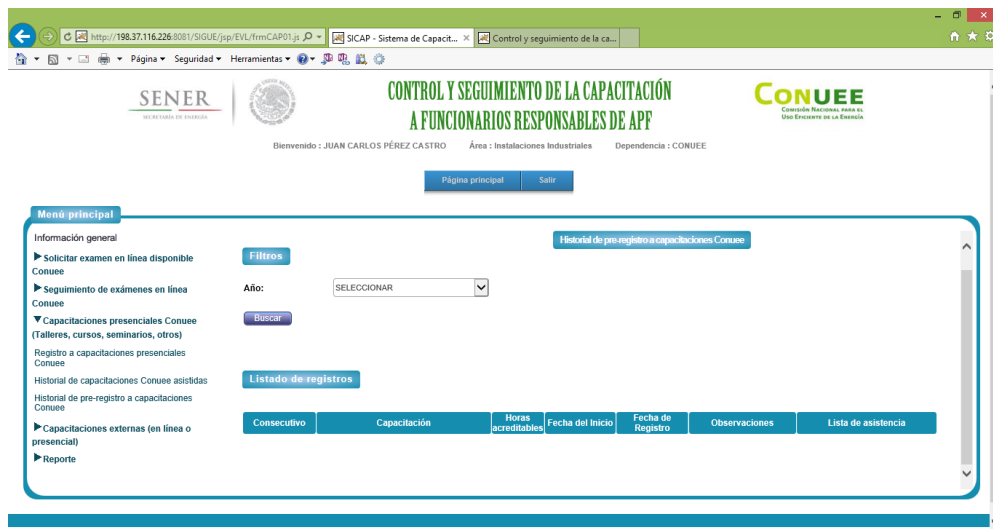 http://198.37.116.226:8081/SIGUE/jsp/EVL/frmCAP01.js
SICAP - Sistema de Capacit...
Control y seguimiento de la ca...
Página Seguridad Herramientas
SENER
SECRETARÍA DE ENERGÍA
CONTROL Y SEGUIMIENTO DE LA CAPACITACIÓN
A FUNCIONARIOS RESPONSABLES DE APF
CONUEE
COMISIÓN NACIONAL PARA EL
USO EFICIENTE DE LA ENERGÍA
Bienvenido : JUAN CARLOS PÉREZ CASTRO Área : Instalaciones Industriales Dependencia : CONUEE
Página principal Salir
Menú principal
Información general
Solicitar examen en línea disponible
Conuee
Seguimiento de exámenes en línea
Conuee
Capacitaciones presenciales Conuee
(Talleres, cursos, seminarios, otros)
Registro a capacitaciones presenciales
Conuee
Historial de capacitaciones Conuee asistidas
Historial de pre-registro a capacitaciones
Conuee
Capacitaciones externas (en línea o
presencial)
Reporte
Historial de pre-registro a capacitaciones Conuee
Filtros
Año: SELECCIONAR
Buscar
Listado de registros
Consecutivo Capacitación Horas acreditables Fecha del Inicio Fecha de Registro Observaciones Lista de asistencia